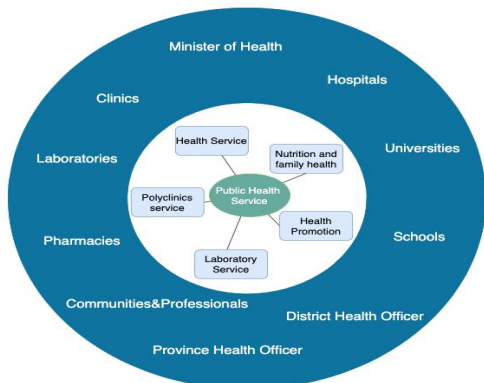 Minister of Health
Hospitals
Clinics
Health Service
Nutrition and
family health
Universities
Laboratories
Public Health
Service
Polyclinics
service
Health
Promotion
Pharmacies
Schools
Laboratory
Service
Communities&Professionals
District Health Officer
Province Health Officer